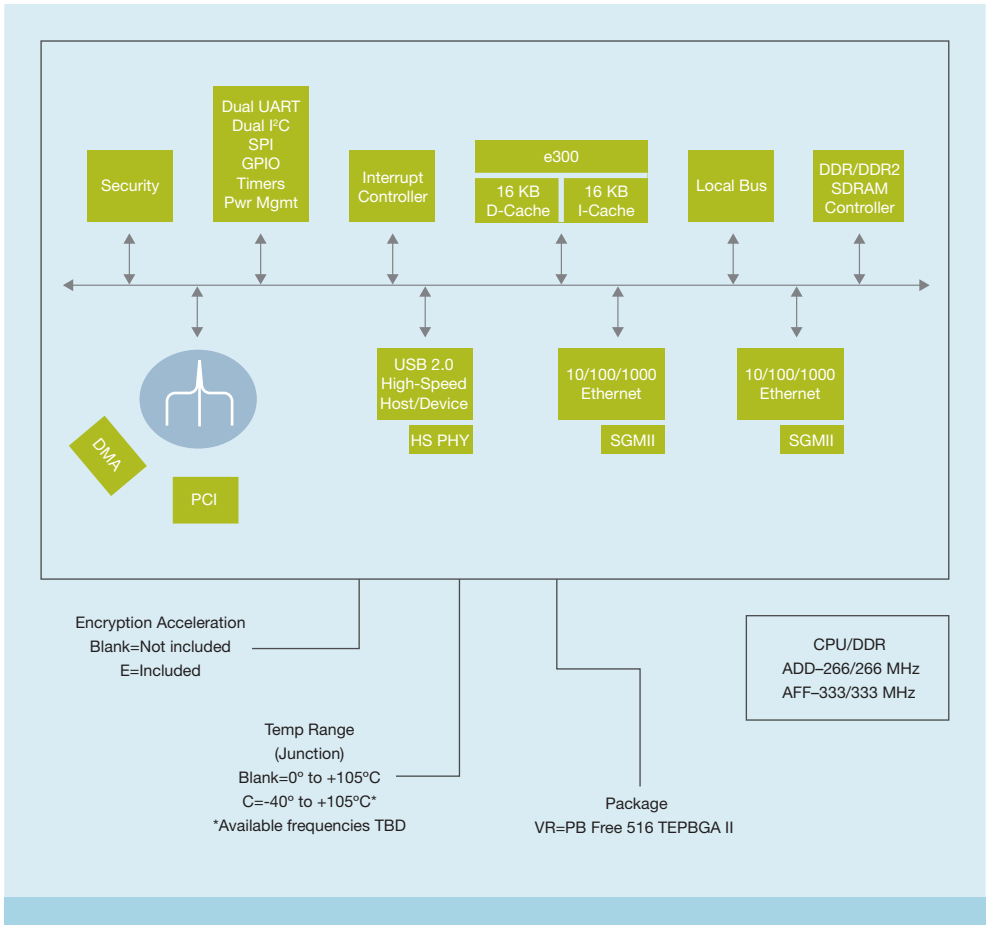 Security
Dual UART
Dual I²C
SPI
GPIO
Timers
Pwr Mgmt
Interrupt
Controller
e300
16 KB
D-Cache
16 KB
I-Cache
Local Bus
DDR/DDR2
SDRAM
Controller
USB 2.0
High-Speed
Host/Device
HS PHY
10/100/1000
Ethernet
SGMII
10/100/1000
Ethernet
SGMII
DMA
PCI
Encryption Acceleration
Blank=Not included
E=Included
Temp Range
(Junction)
Blank=0º to +105ºC
C=-40º to +105ºC*
*Available frequencies TBD
Package
VR=PB Free 516 TEPBGA II
CPU/DDR
ADD–266/266 MHz
AFF–333/333 MHz